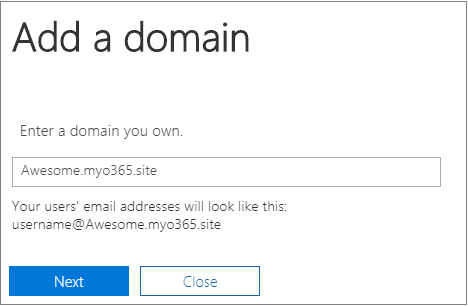 Add a domain
Enter a domain you own.
Awesome.myo365.site
Your users' email addresses will look like this:
username@Awesome.myo365.site
Next
Close